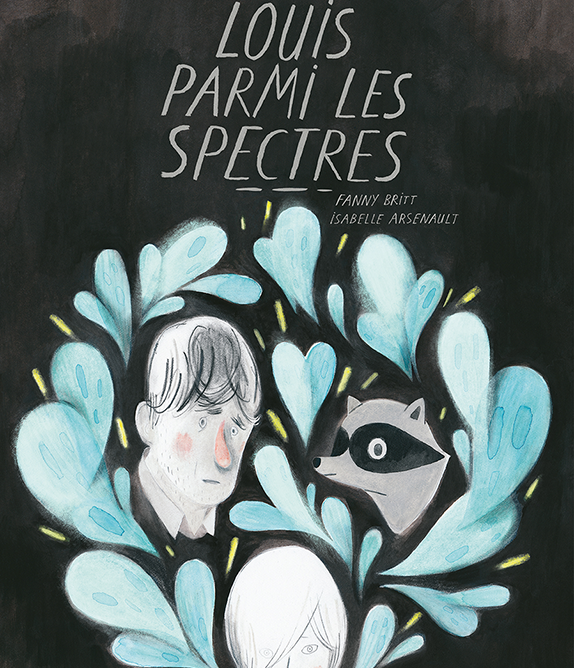 LOUIS
PARMI LES
SPECTRES
FANNY BRITT
ISABELLE ARSENAULT